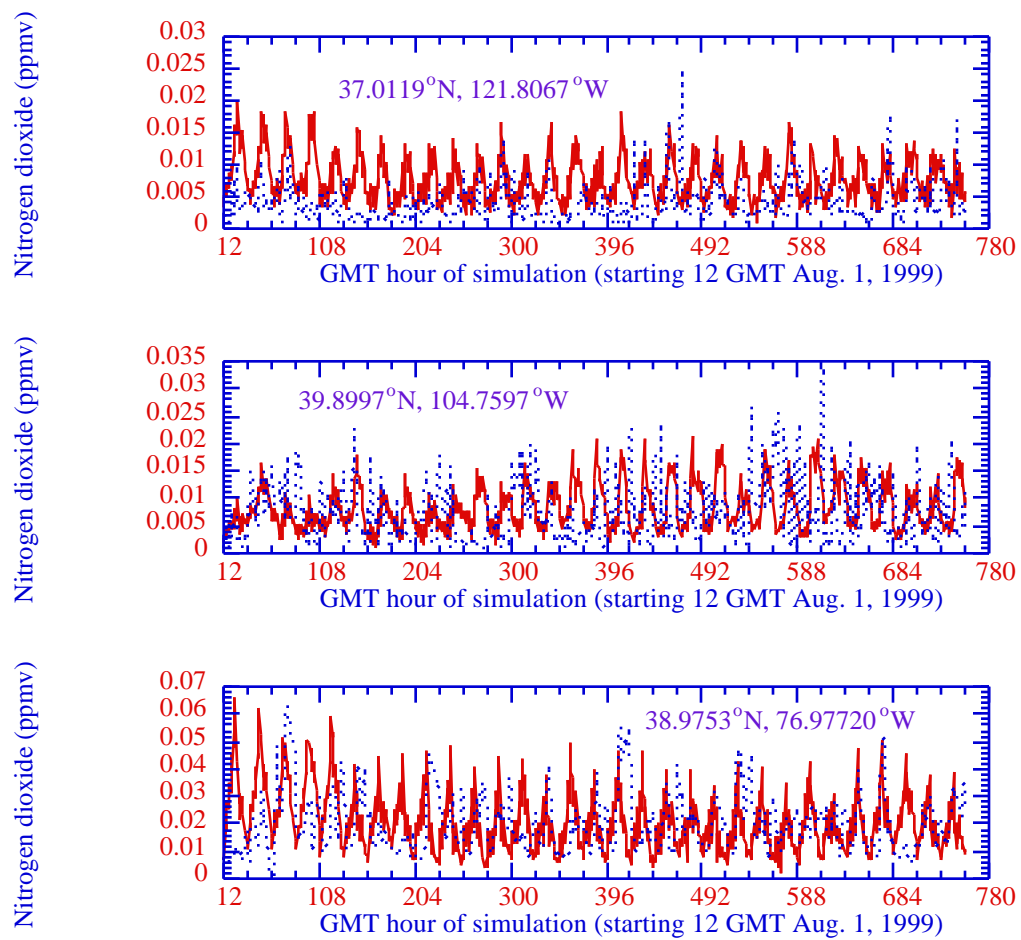 Nitrogen dioxide (ppmv)
0.03
0.025
0.02
0.015
0.01
0.005
0
37.0119°N, 121.8067°W
12 108 204 300 396 492 588 684 780
GMT hour of simulation (starting 12 GMT Aug. 1, 1999)
Nitrogen dioxide (ppmv)
0.035
0.03
0.025
0.02
0.015
0.01
0.005
0
39.8997°N, 104.7597°W
12 108 204 300 396 492 588 684 780
GMT hour of simulation (starting 12 GMT Aug. 1, 1999)
Nitrogen dioxide (ppmv)
0.07
0.06
0.05
0.04
0.03
0.02
0.01
0
38.9753°N, 76.97720°W
12 108 204 300 396 492 588 684 780
GMT hour of simulation (starting 12 GMT Aug. 1, 1999)